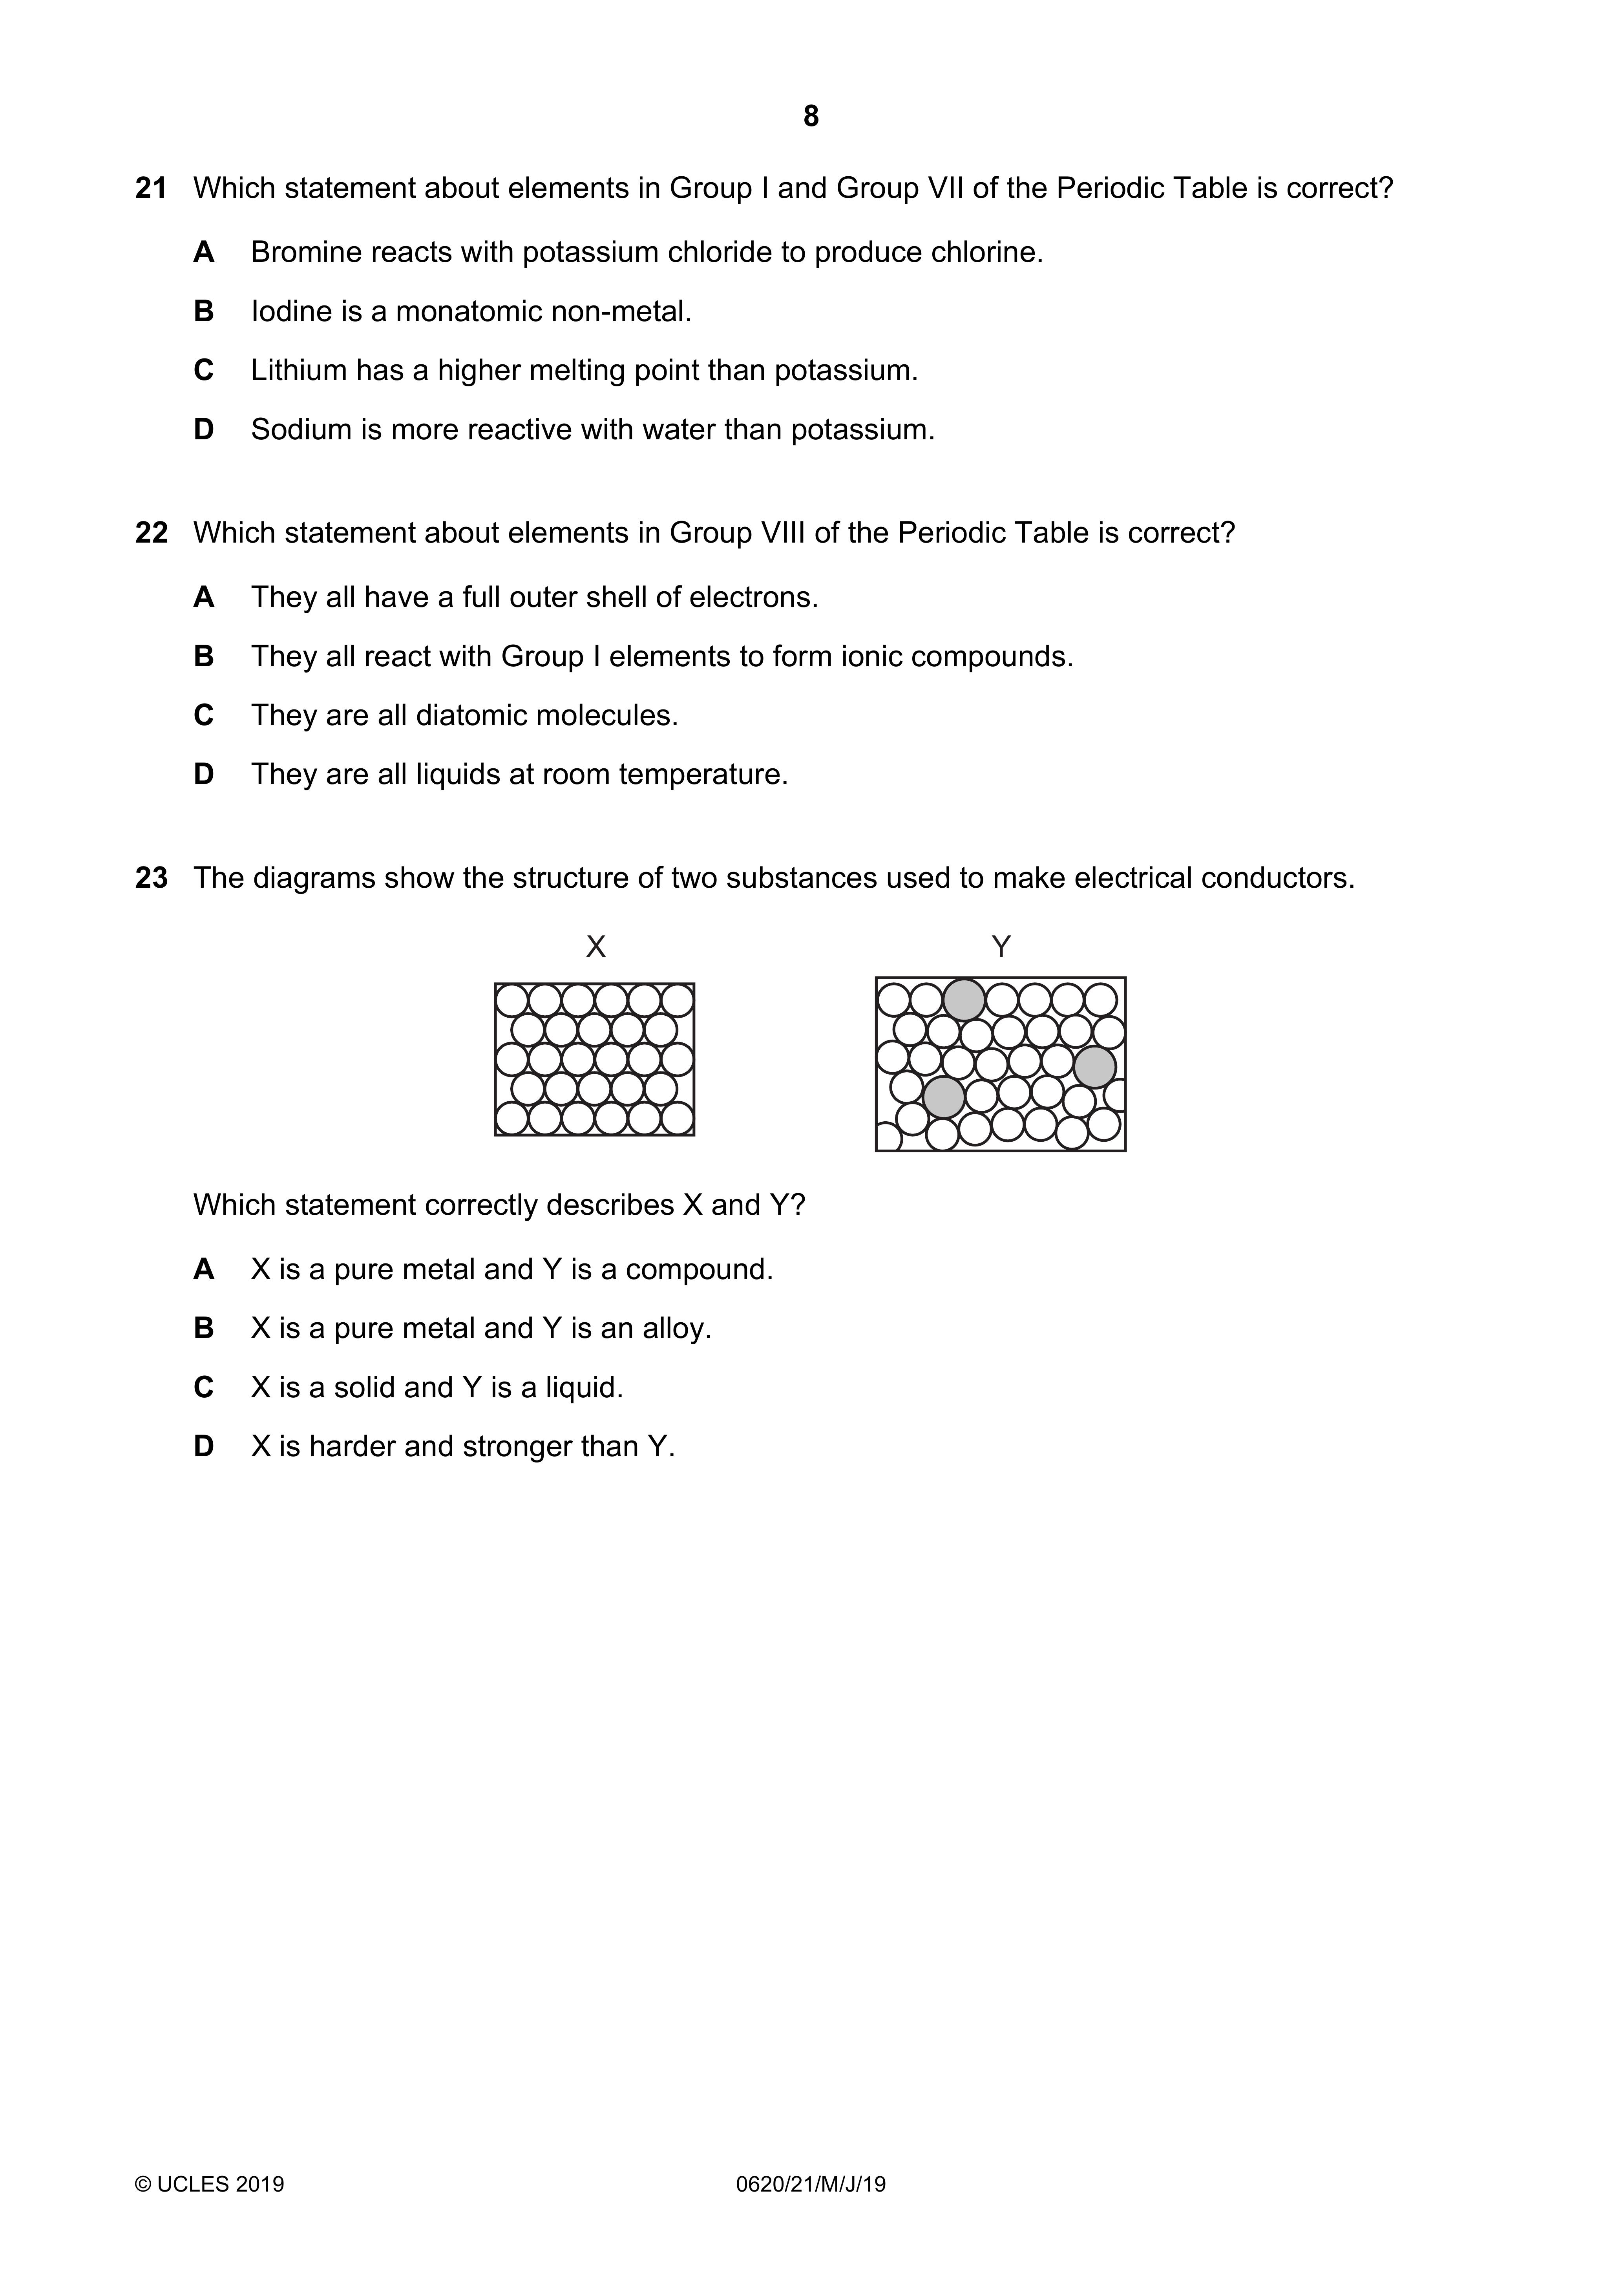 8
21 Which statement about elements in Group I and Group VII of the Periodic Table is correct?
A Bromine reacts with potassium chloride to produce chlorine.
B Iodine is a monatomic non-metal.
C Lithium has a higher melting point than potassium.
D Sodium is more reactive with water than potassium.
22 Which statement about elements in Group VIII of the Periodic Table is correct?
A They all have a full outer shell of electrons.
B They all react with Group I elements to form ionic compounds.
C They are all diatomic molecules.
D They are all liquids at room temperature.
23 The diagrams show the structure of two substances used to make electrical conductors.
X Y
Which statement correctly describes X and Y?
A X is a pure metal and Y is a compound.
B X is a pure metal and Y is an alloy.
C X is a solid and Y is a liquid.
D X is harder and stronger than Y.
© UCLES 2019 0620/21/M/J/19